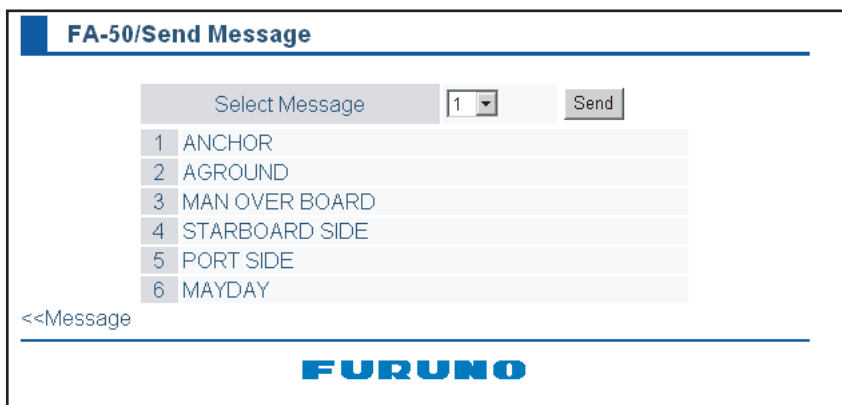 FA-50/Send Message
Select Message 1 Send
1 ANCHOR
2 AGROUND
3 MAN OVER BOARD
4 STARBOARD SIDE
5 PORT SIDE
6 MAYDAY
<<Message
FURUNO